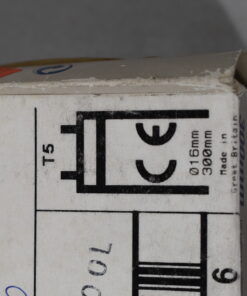 T5
CE
Ø16mm
300mm
Made in
Great Britain
OOL
6